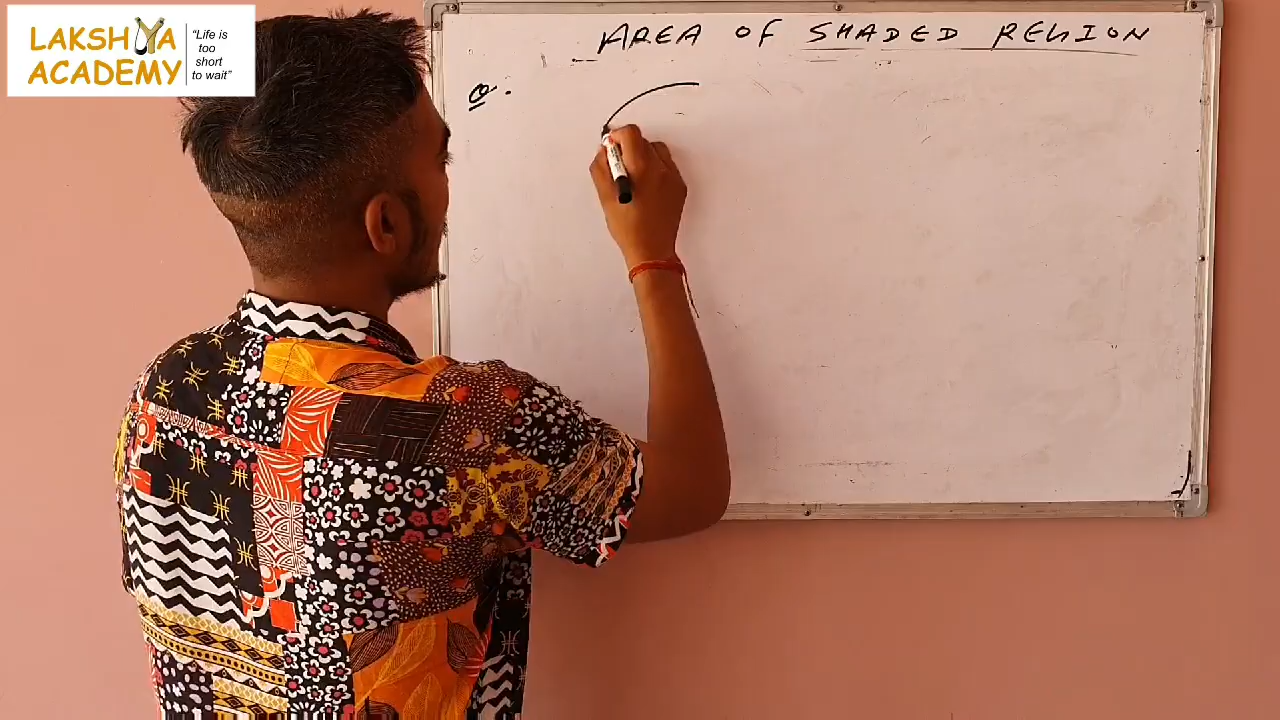 LAKSHYA
ACADEMY
“Life is
too
short
to wait”
AREA OF SHADED REGION
Q.